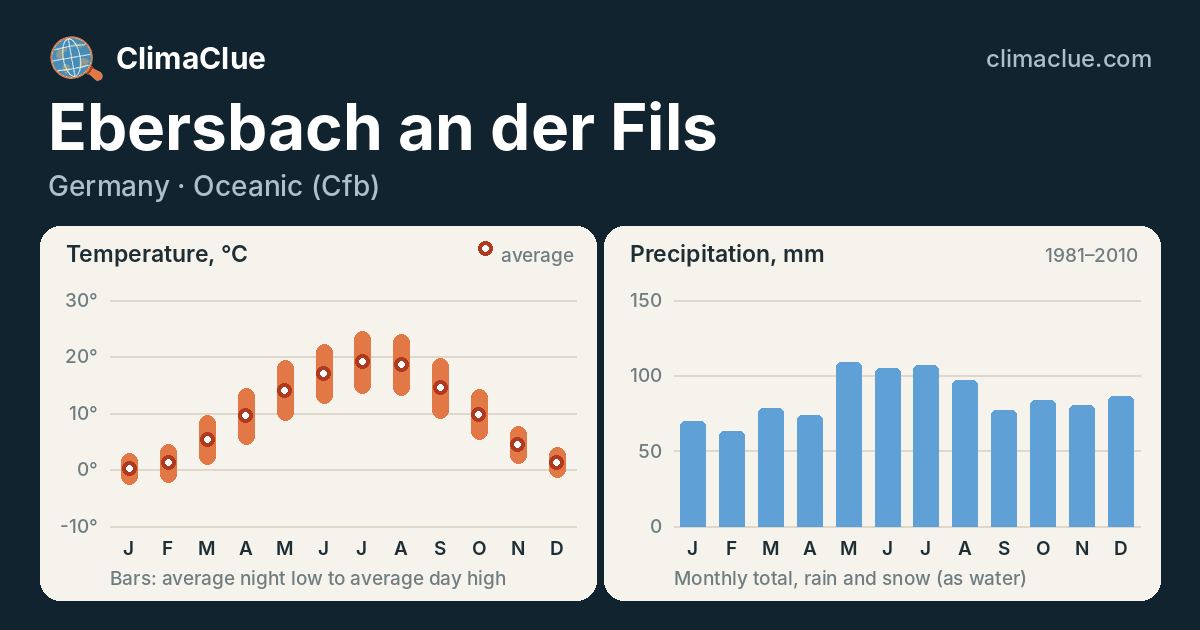 ClimaClue
climaclue.com
Ebersbach an der Fils
Germany · Oceanic (Cfb)
Temperature, °C
average
30°
20°
10°
0°
-10°
J F M A M J J A S O N D
Bars: average night low to average day high
Precipitation, mm
1981–2010
150
100
50
0
J F M A M J J A S O N D
Monthly total, rain and snow (as water)